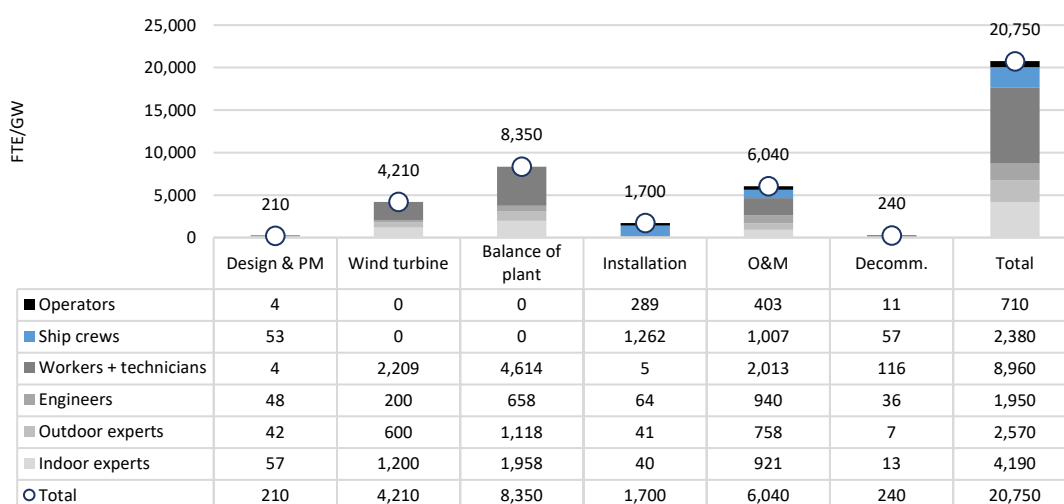 25,000
20,000
15,000
10,000
5,000
0
FTE/GW
210
4,210
8,350
1,700
6,040
240
20,750
Design & PM Wind turbine Balance of plant Installation O&M Decomm. Total
Operators 4 0 0 289 403 11 710
Ship crews 53 0 0 1,262 1,007 57 2,380
Workers + technicians 4 2,209 4,614 5 2,013 116 8,960
Engineers 48 200 658 64 940 36 1,950
Outdoor experts 42 600 1,118 41 758 7 2,570
Indoor experts 57 1,200 1,958 40 921 13 4,190
Total 210 4,210 8,350 1,700 6,040 240 20,750